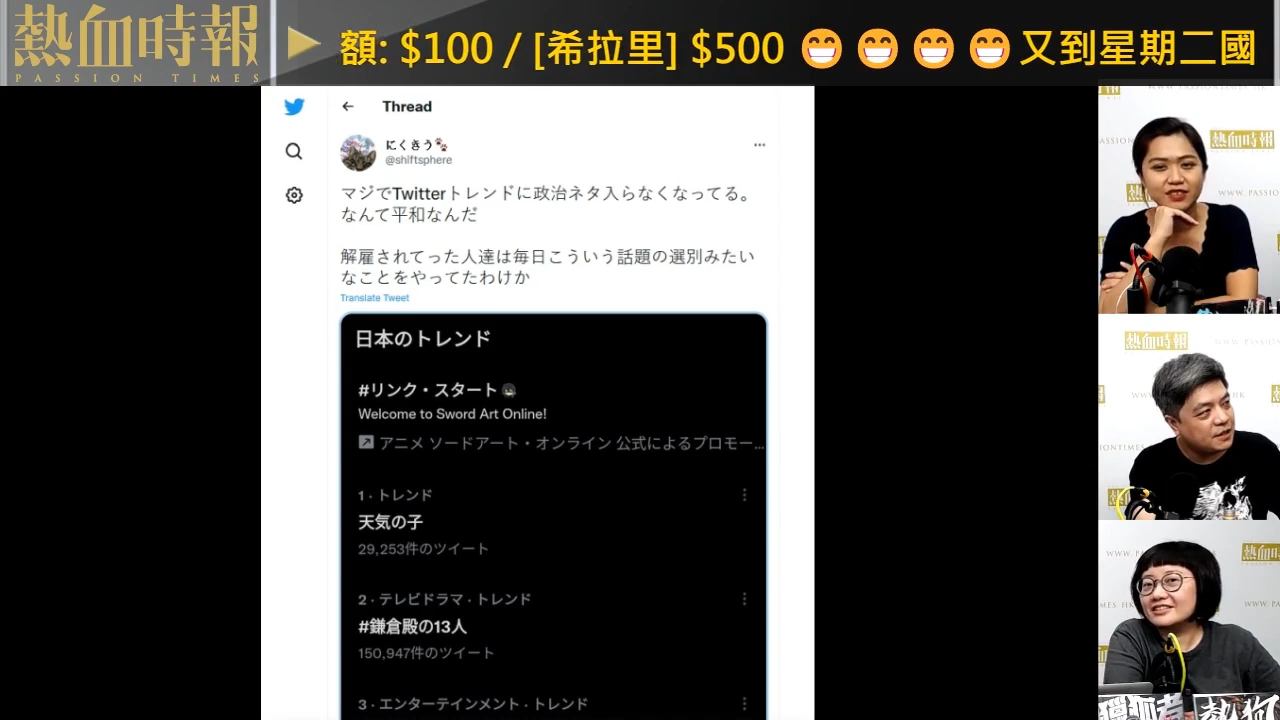 熱血時報
PASSION TIMES
額: $100 / [希拉里] $500 😁 😁 😁 😁 又到星期二國
Thread
にくきう🐾
@shiftsphere
マジでTwitterトレンドに政治ネタ入らなくなってる。
なんて平和なんだ
解雇されてった人達は毎日こういう話題の選別みたい
なことをやってたわけか
Translate Tweet
日本のトレンド
#リンク・スタート
Welcome to Sword Art Online!
アニメ ソードアート・オンライン 公式によるプロモー…
1 · トレンド
天気の子
29,253件のツイート
2 · テレビドラマ · トレンド
#鎌倉殿の13人
150,947件のツイート
3 · エンターテインメント · トレンド
熱血時報
熱血時報